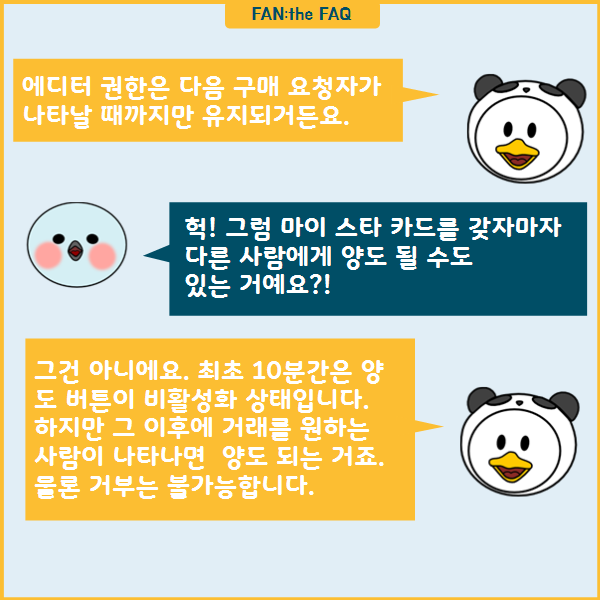 FAN:the FAQ
에디터 권한은 다음 구매 요청자가
나타날 때까지만 유지되거든요.
헉! 그럼 마이 스타 카드를 갖자마자
다른 사람에게 양도 될 수도
있는 거예요?!
그건 아니에요. 최초 10분간은 양
도 버튼이 비활성화 상태입니다.
하지만 그 이후에 거래를 원하는
사람이 나타나면 양도 되는 거죠.
물론 거부는 불가능합니다.